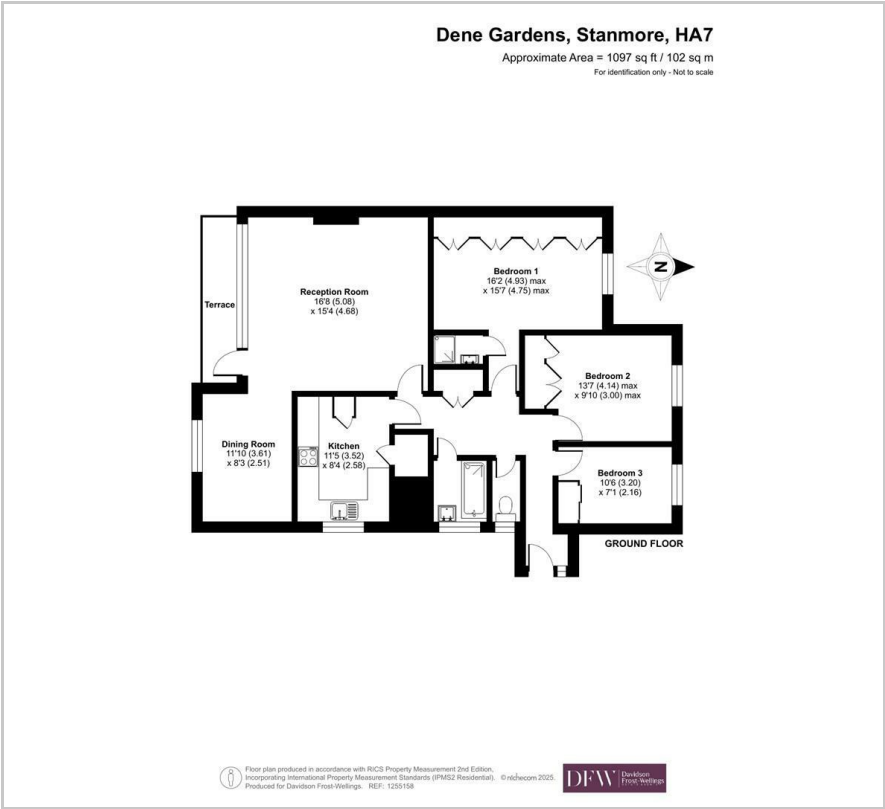 Dene Gardens, Stanmore, HA7
Approximate Area = 1097 sq ft / 102 sq m
For identification only - Not to scale
N
Terrace
Reception Room
16'8 (5.08)
x 15'4 (4.68)
Bedroom 1
16'2 (4.93) max
x 15'7 (4.75) max
Bedroom 2
13'7 (4.14) max
x 9'10 (3.00) max
Dining Room
11'10 (3.61)
x 8'3 (2.51)
Kitchen
11'5 (3.52)
x 8'4 (2.58)
Bedroom 3
10'6 (3.20)
x 7'1 (2.16)
GROUND FLOOR
Floor plan produced in accordance with RICS Property Measurement 2nd Edition,
Incorporating International Property Measurement Standards (IPMS2 Residential). © nichecom 2025.
Produced for Davidson Frost-Wellings. REF: 1255158
DFW
Davidson
Frost-Wellings